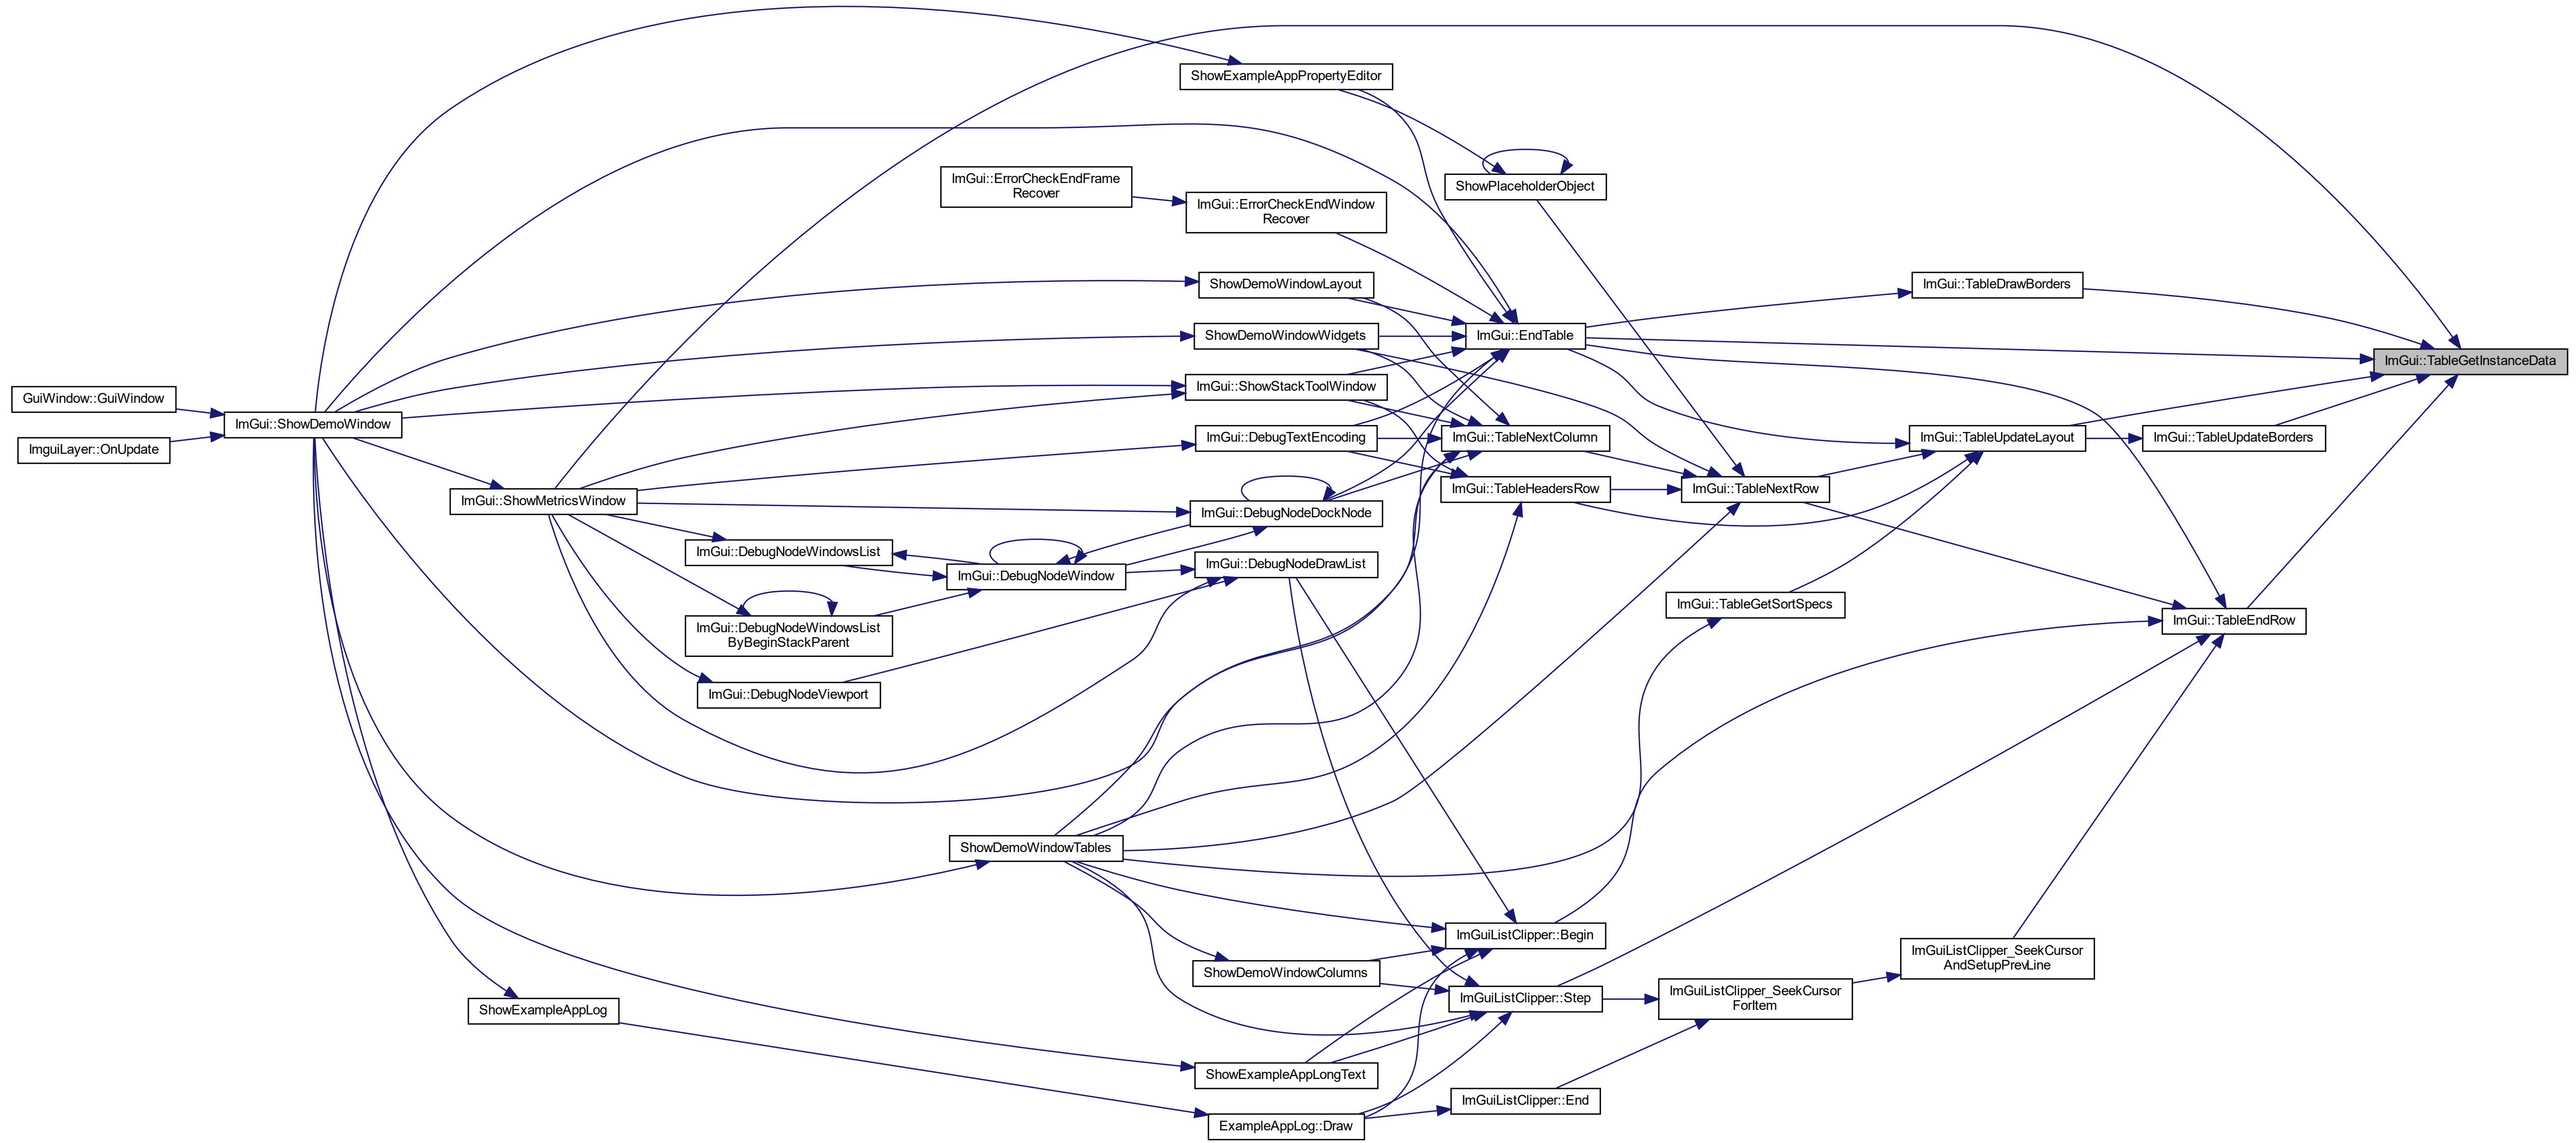 ShowExampleAppPropertyEditor
ImGui::ErrorCheckEndFrame
Recover
ShowPlaceholderObject
ImGui::ErrorCheckEndWindow
Recover
ShowDemoWindowLayout
ImGui::TableDrawBorders
ShowDemoWindowWidgets
ImGui::EndTable
ImGui::TableGetInstanceData
GuiWindow::GuiWindow
ImGui::ShowStackToolWindow
ImGui::ShowDemoWindow
ImguiLayer::OnUpdate
ImGui::DebugTextEncoding
ImGui::TableNextColumn
ImGui::TableUpdateLayout
ImGui::TableUpdateBorders
ImGui::ShowMetricsWindow
ImGui::TableHeadersRow
ImGui::TableNextRow
ImGui::DebugNodeDockNode
ImGui::DebugNodeWindowsList
ImGui::DebugNodeWindow
ImGui::DebugNodeDrawList
ImGui::TableGetSortSpecs
ImGui::TableEndRow
ImGui::DebugNodeWindowsList
ByBeginStackParent
ImGui::DebugNodeViewport
ShowDemoWindowTables
ImGuiListClipper::Begin
ShowDemoWindowColumns
ImGuiListClipper_SeekCursor
AndSetupPrevLine
ShowExampleAppLog
ImGuiListClipper::Step
ImGuiListClipper_SeekCursor
ForItem
ShowExampleAppLongText
ImGuiListClipper::End
ExampleAppLog::Draw